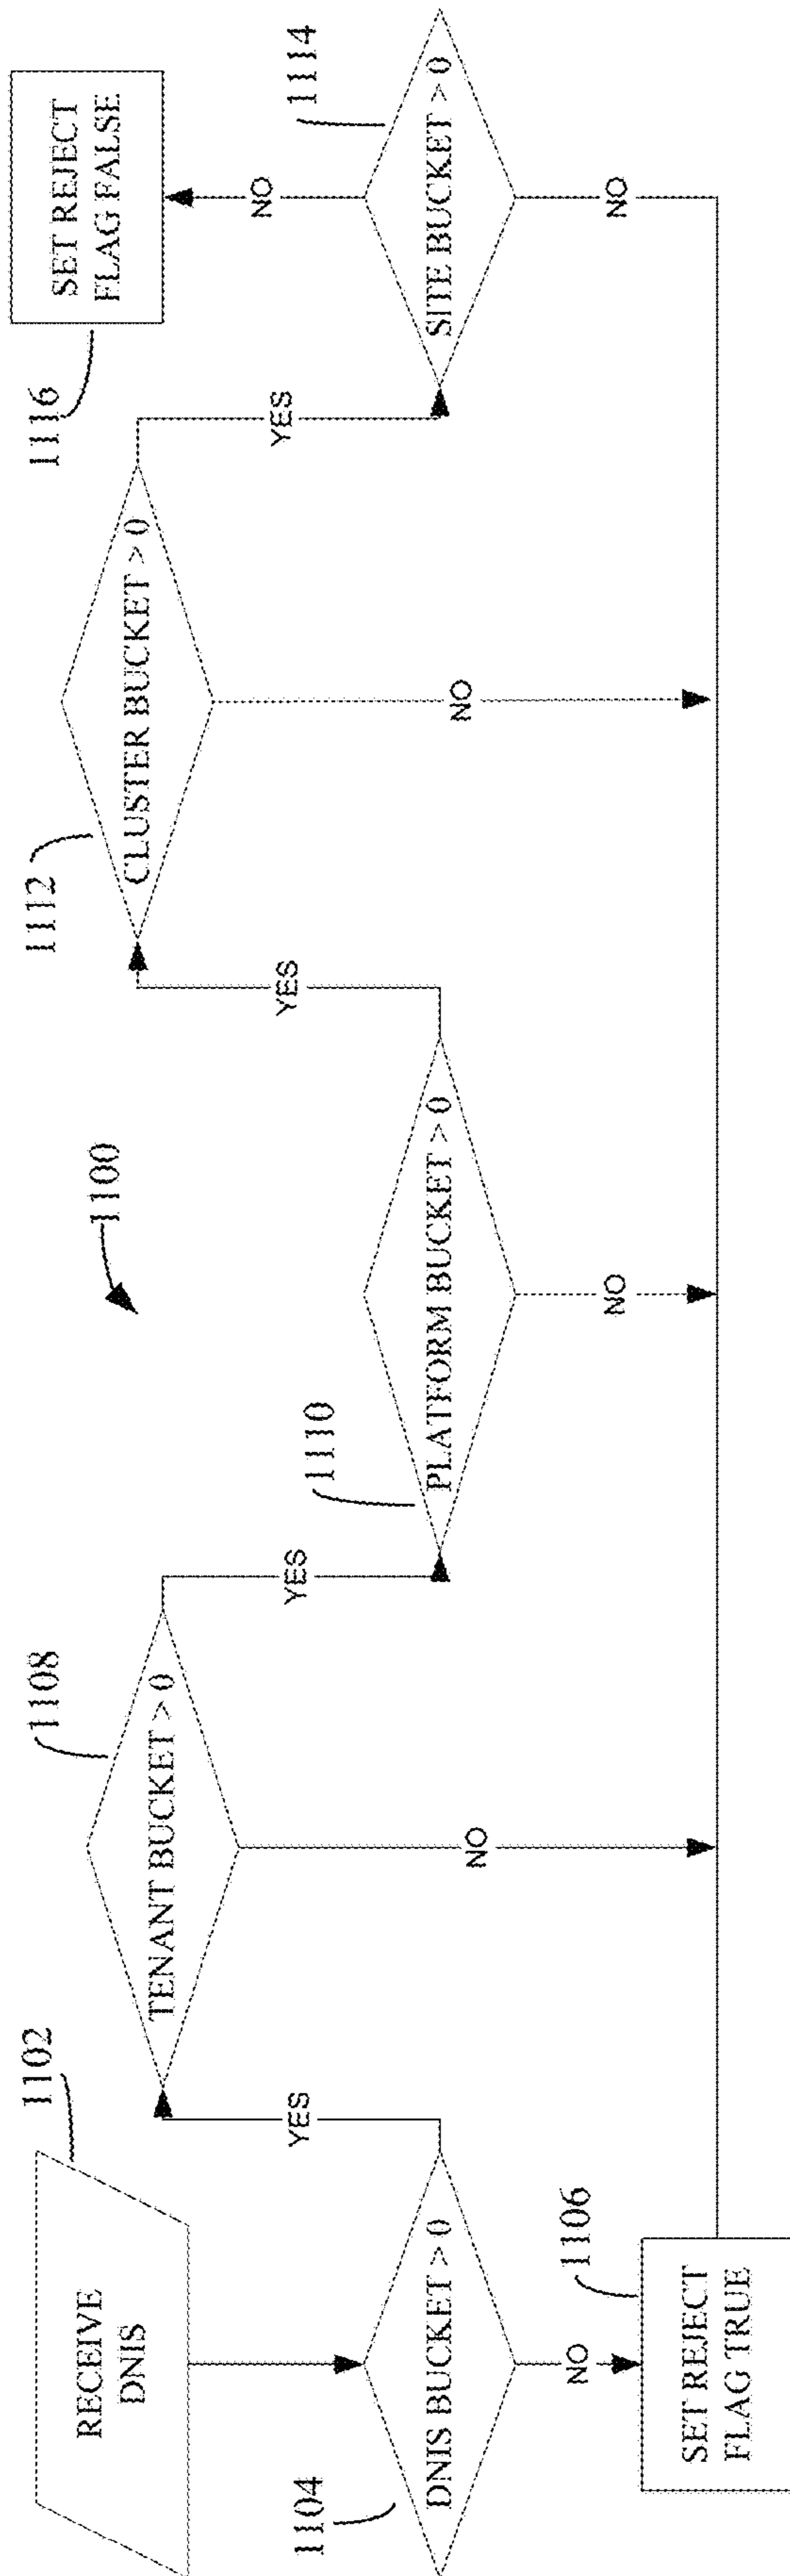 1100
1102
RECEIVE
DNIS
1104
DNIS BUCKET > 0
YES
NO
1106
SET REJECT
FLAG TRUE
1108
TENANT BUCKET > 0
YES
NO
1110
PLATFORM BUCKET > 0
YES
NO
1112
CLUSTER BUCKET > 0
YES
NO
1114
SITE BUCKET > 0
NO
NO
1116
SET REJECT
FLAG FALSE